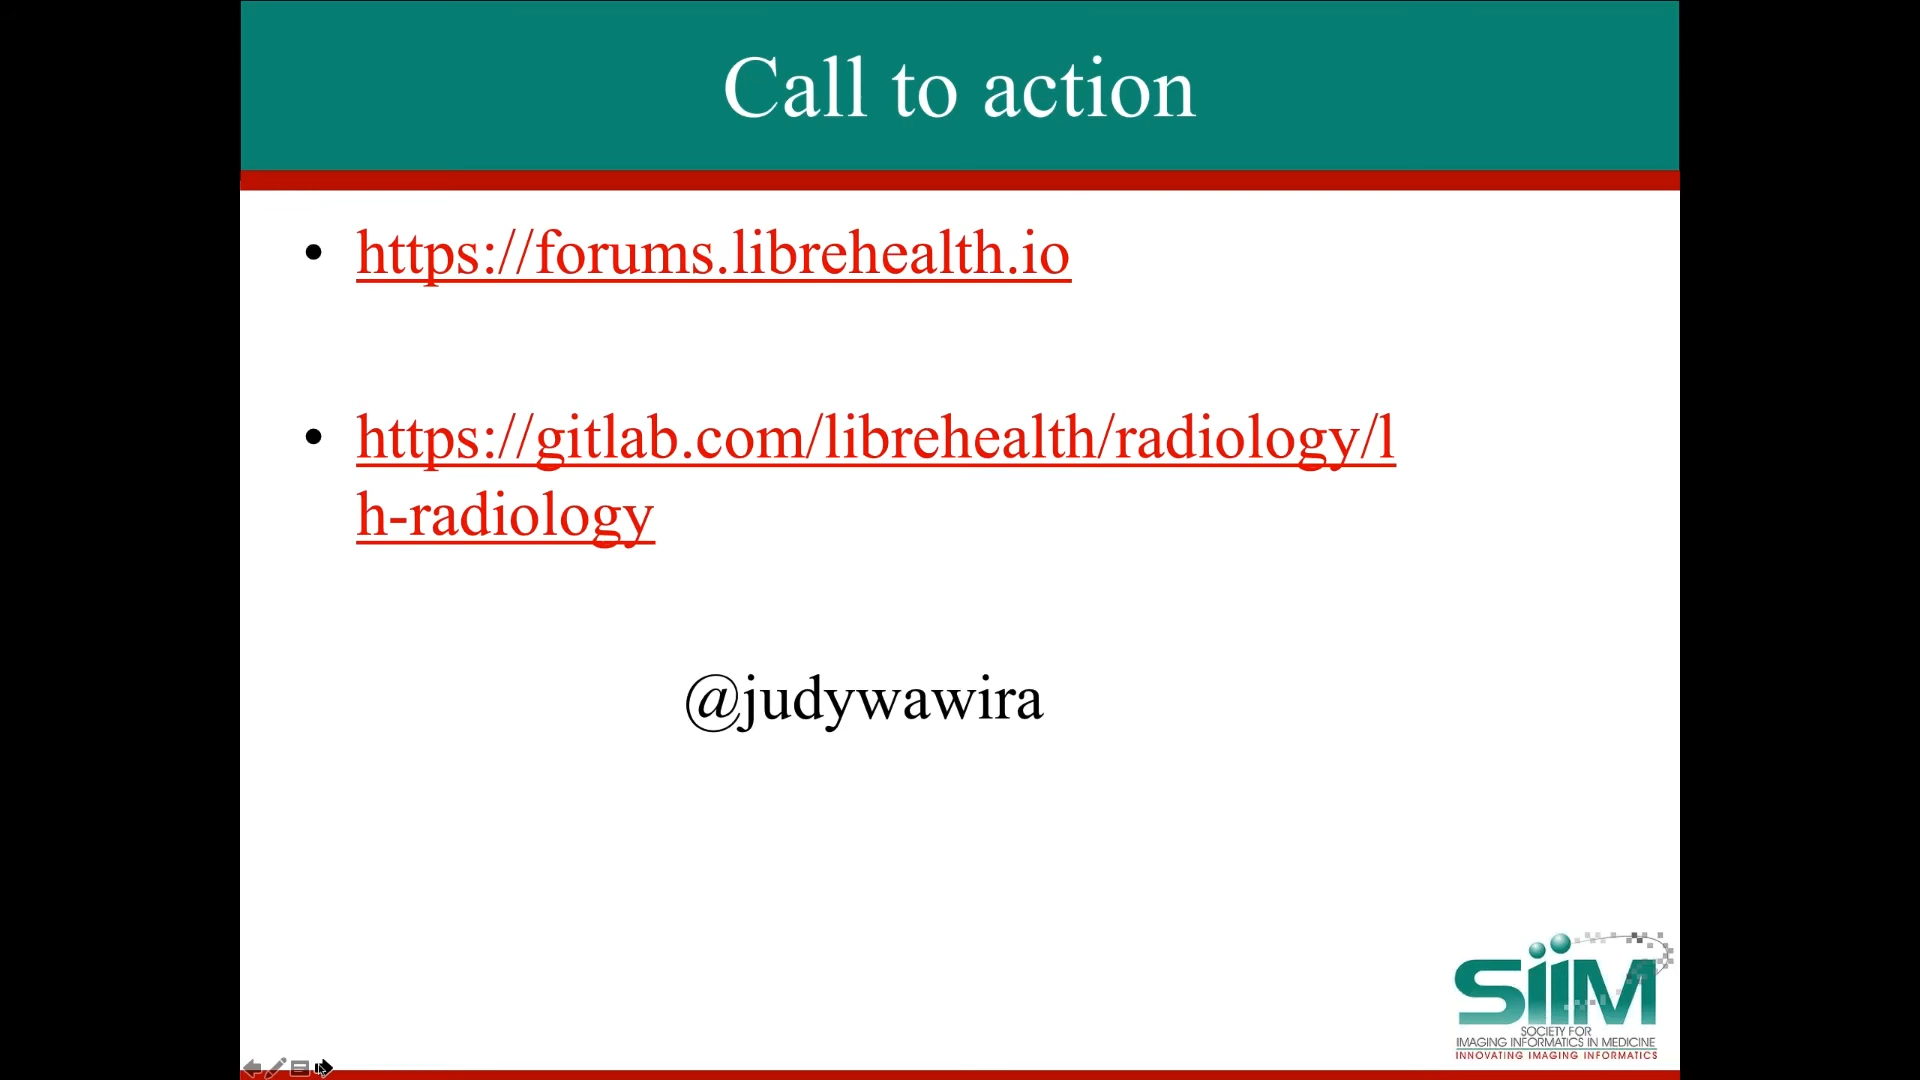 Call to action
• https://forums.librehealth.io
• https://gitlab.com/librehealth/radiology/l
h-radiology
@judywawira
SiiM
SOCIETY FOR
IMAGING INFORMATICS IN MEDICINE
INNOVATING IMAGING INFORMATICS